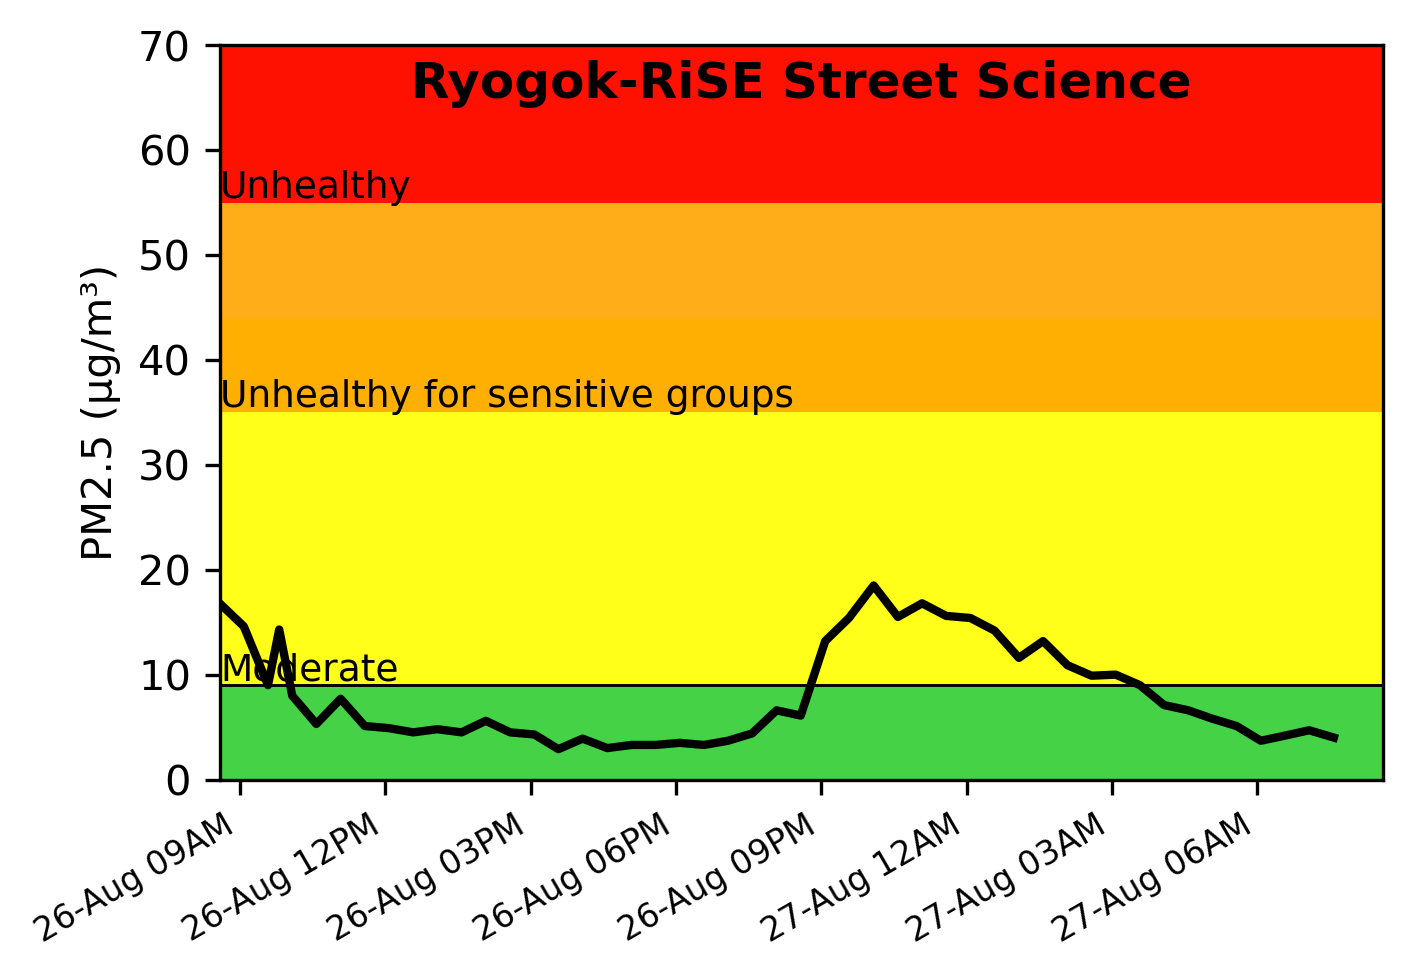 Ryogok-RiSE Street Science
70
60
50
40
30
20
10
0
PM2.5 (µg/m³)
Unhealthy
Unhealthy for sensitive groups
Moderate
26-Aug 09AM
26-Aug 12PM
26-Aug 03PM
26-Aug 06PM
26-Aug 09PM
27-Aug 12AM
27-Aug 03AM
27-Aug 06AM